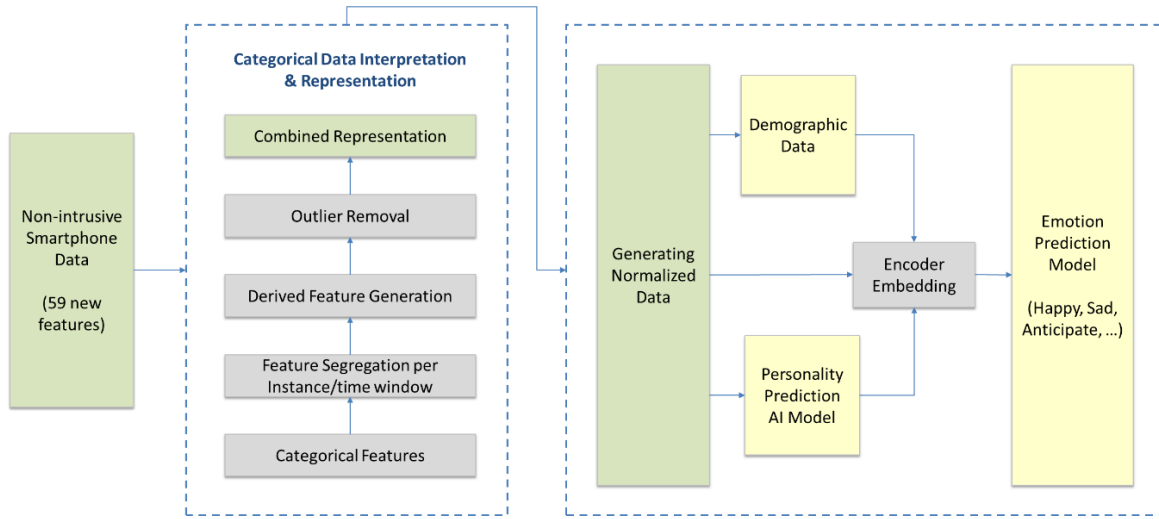 Non-intrusive
Smartphone
Data
(59 new
features)
Categorical Data Interpretation
& Representation
Combined Representation
Outlier Removal
Derived Feature Generation
Feature Segregation per
Instance/time window
Categorical Features
Generating
Normalized
Data
Demographic
Data
Personality
Prediction
AI Model
Encoder
Embedding
Emotion
Prediction
Model
(Happy, Sad,
Anticipate, ...)